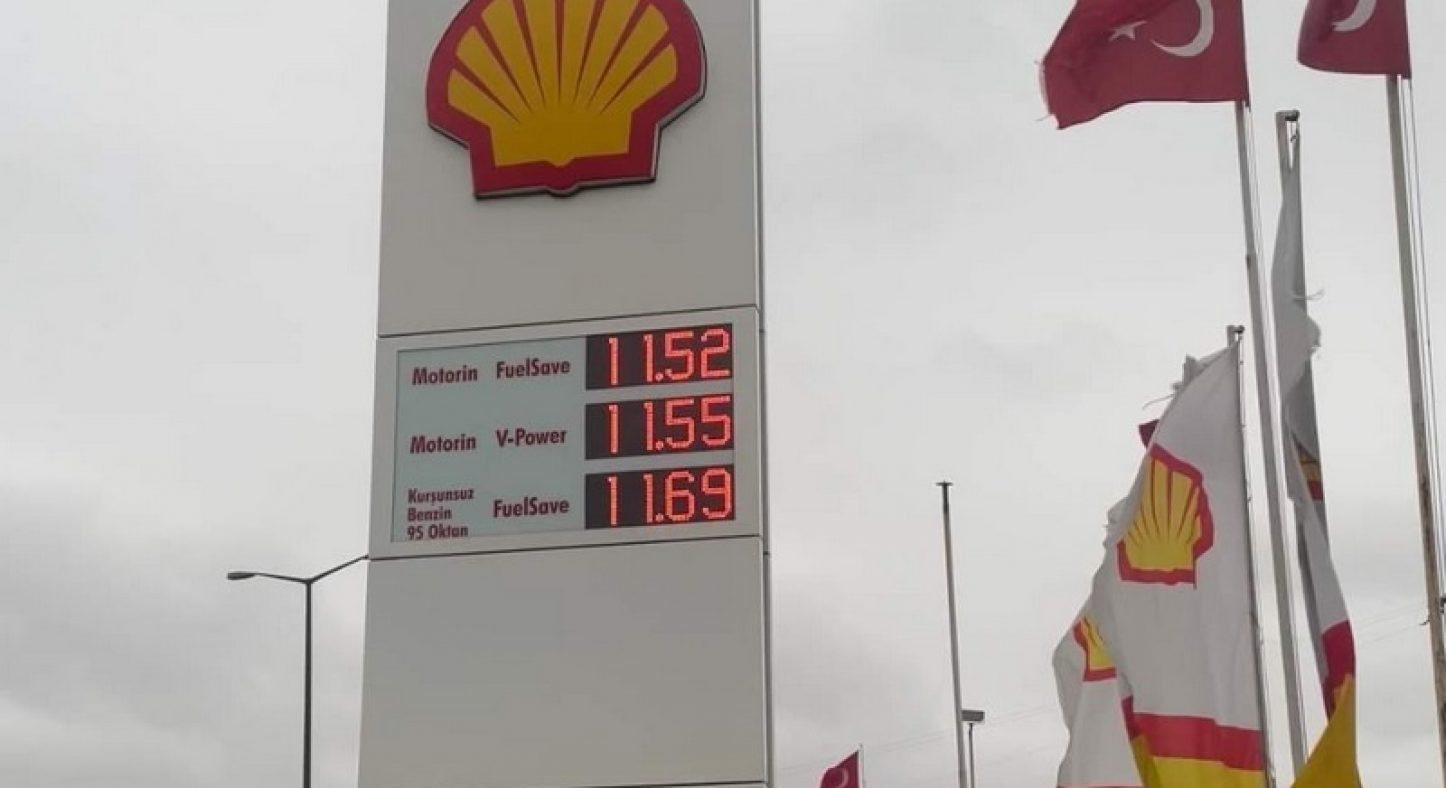 Motorin FuelSave 11.52
Motorin V-Power 11.55
Kurşunsuz
Benzin
95 Oktan FuelSave 11.69